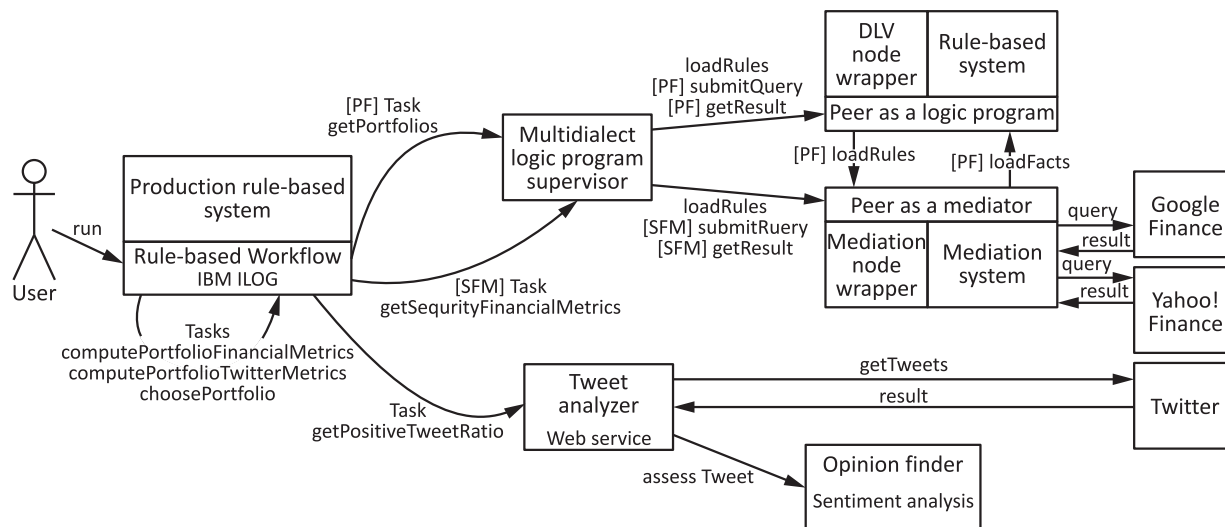 User
run
Production rule-based
system
Rule-based Workflow
IBM ILOG
Tasks
computePortfolioFinancialMetrics
computePortfolioTwitterMetrics
choosePortfolio
[PF] Task
getPortfolios
[SFM] Task
getSequrityFinancialMetrics
Task
getPositiveTweetRatio
Multidialect
logic program
supervisor
loadRules
[PF] submitQuery
[PF] getResult
loadRules
[SFM] submitRuery
[SFM] getResult
DLV
node
wrapper
Rule-based
system
Peer as a logic program
[PF] loadRules
[PF] loadFacts
Peer as a mediator
Mediation
node
wrapper
Mediation
system
query
result
query
result
Google
Finance
Yahoo!
Finance
Tweet
analyzer
Web service
getTweets
result
Twitter
assess Tweet
Opinion finder
Sentiment analysis